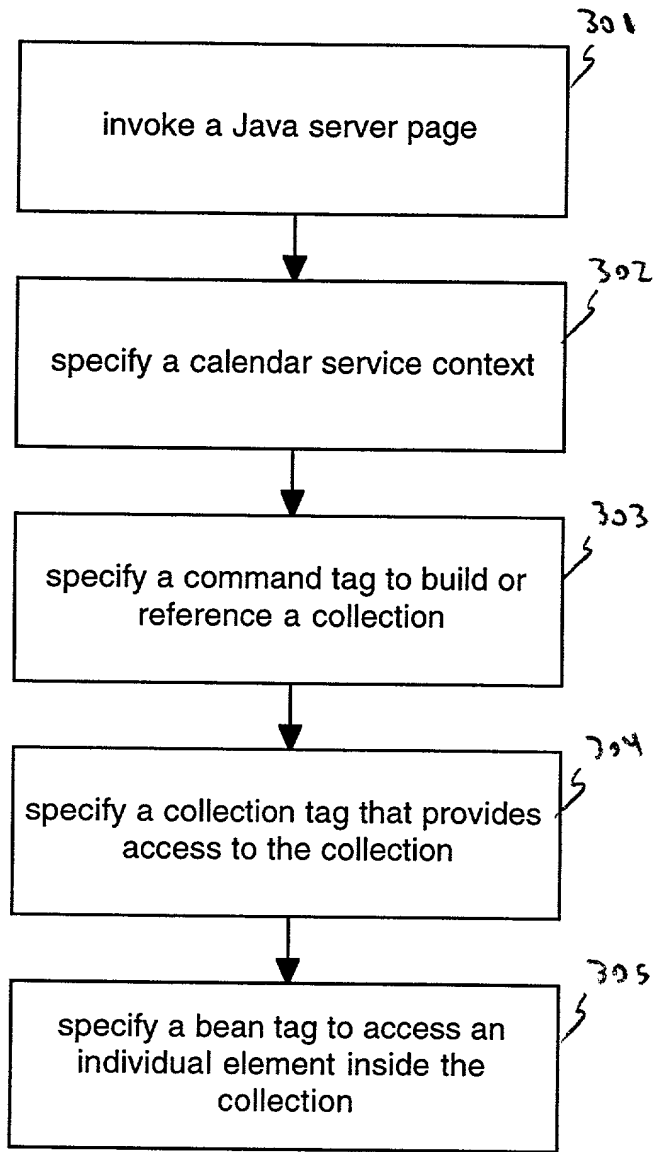 301
invoke a Java server page
302
specify a calendar service context
303
specify a command tag to build or
reference a collection
304
specify a collection tag that provides
access to the collection
305
specify a bean tag to access an
individual element inside the
collection